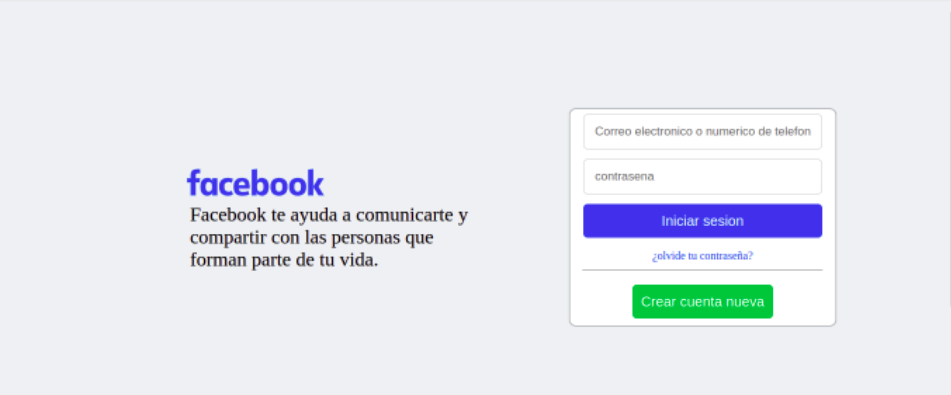 facebook
Facebook te ayuda a comunicarte y
compartir con las personas que
forman parte de tu vida.
Correo electronico o numerico de telefon
contrasena
Iniciar sesion
¿olvide tu contraseña?
Crear cuenta nueva